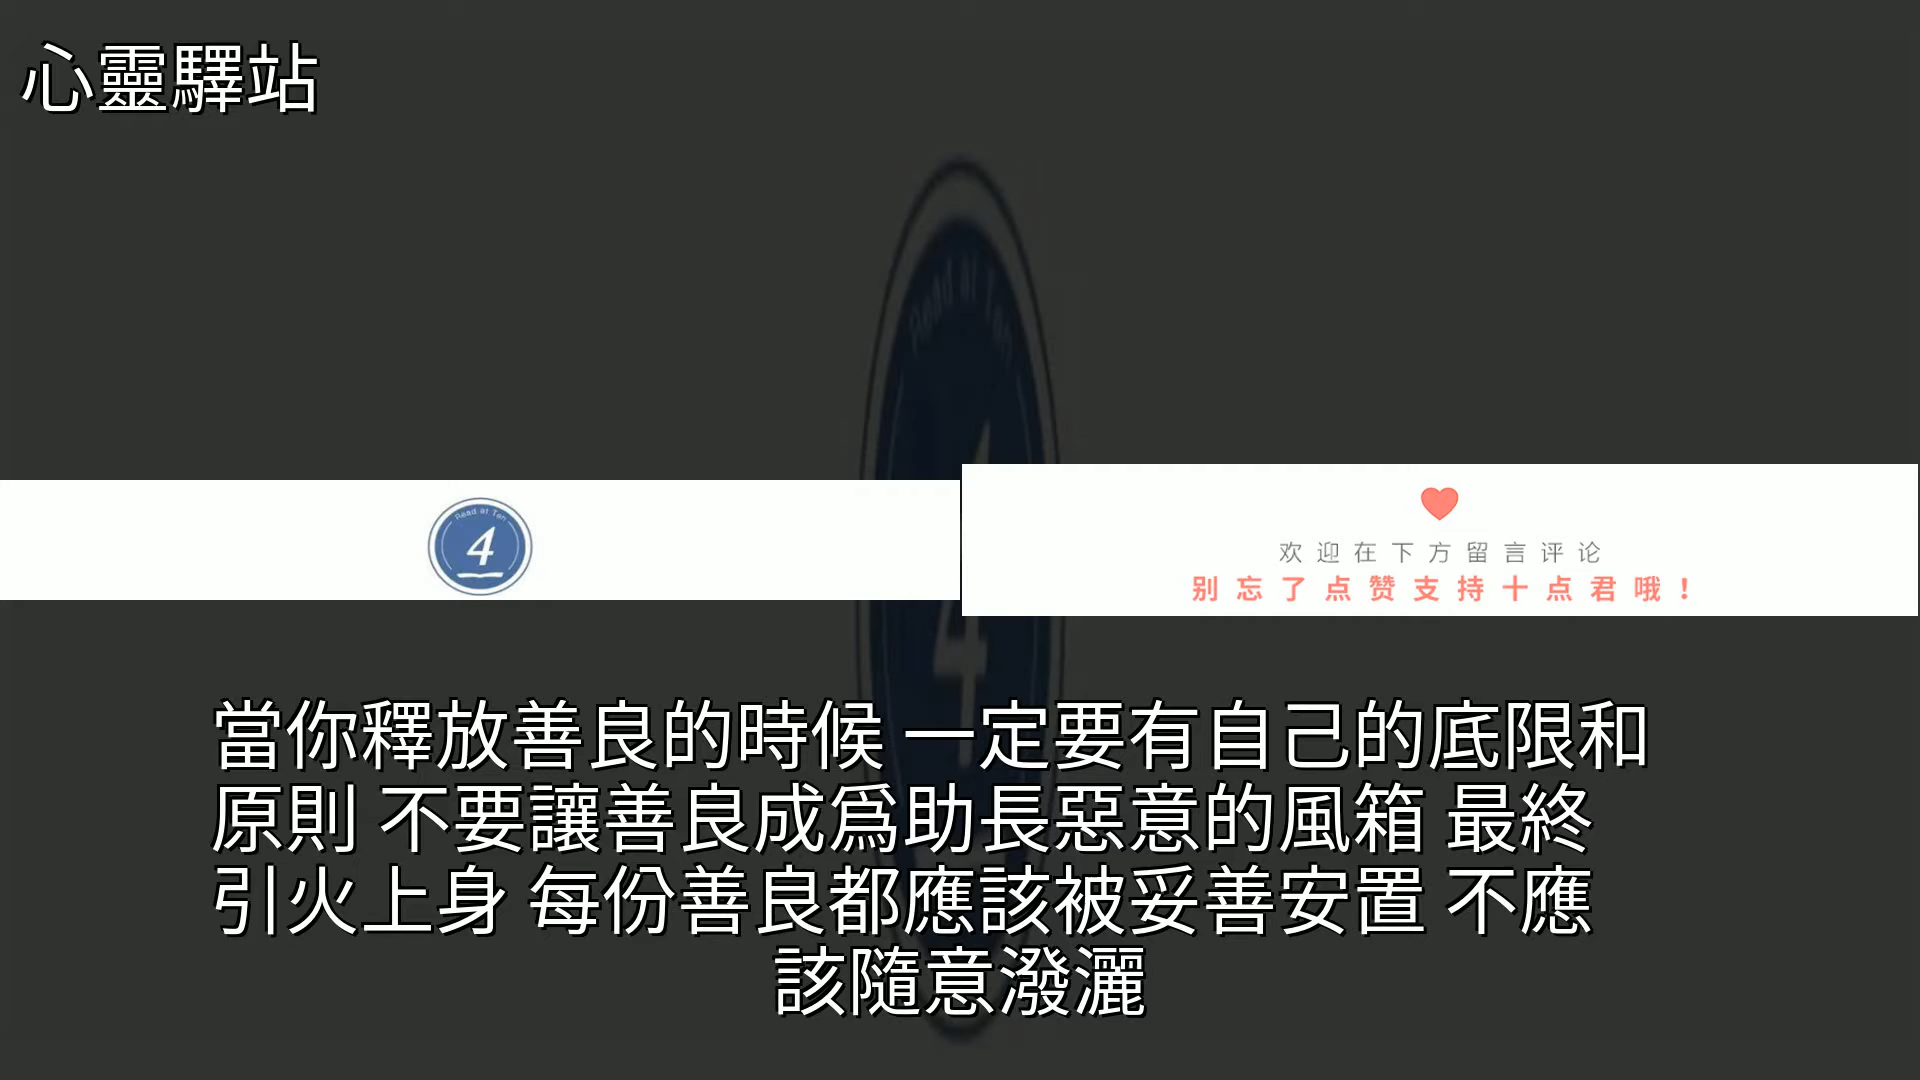 心靈驛站
Read at Ten
4
Read at Ten
4
欢迎在下方留言评论
别忘了点赞支持十点君哦！
當你釋放善良的時候 一定要有自己的底限和
原則 不要讓善良成爲助長惡意的風箱 最終
引火上身 每份善良都應該被妥善安置 不應
該隨意潑灑